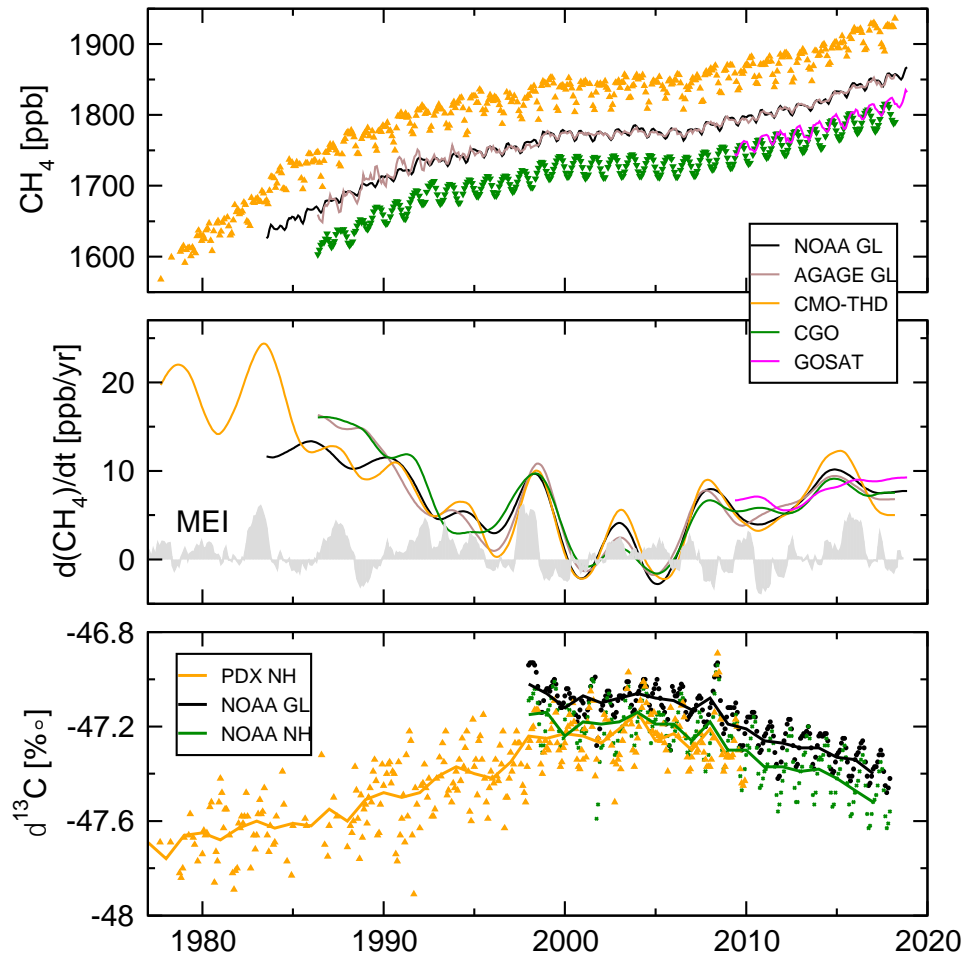 1900
1800
1700
1600
CH4 [ppb]
NOAA GL
AGAGE GL
CMO-THD
CGO
GOSAT
20
10
0
d(CH4)/dt [ppb/yr]
MEI
-46.8
-47.2
-47.6
-48
d13C [%∘]
PDX NH
NOAA GL
NOAA NH
1980 1990 2000 2010 2020